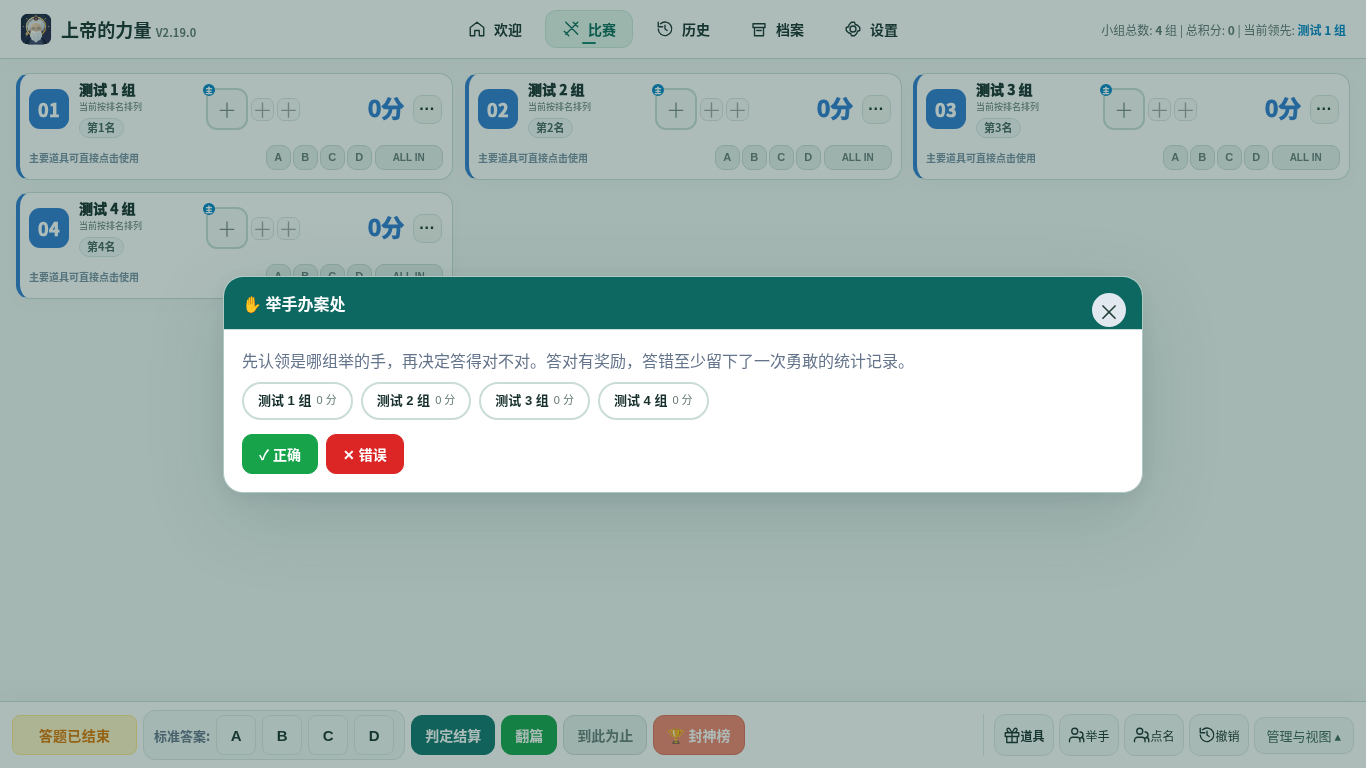 上帝的力量 V2.19.0
欢迎
比赛
历史
档案
设置
小组总数: 4 组 | 总积分: 0 | 当前领先: 测试 1 组
01
测试 1 组
当前按排名排列
第1名
主
0分
主要道具可直接点击使用
A B C D ALL IN
02
测试 2 组
当前按排名排列
第2名
主
0分
主要道具可直接点击使用
A B C D ALL IN
03
测试 3 组
当前按排名排列
第3名
主
0分
主要道具可直接点击使用
A B C D ALL IN
04
测试 4 组
当前按排名排列
第4名
主
0分
主要道具可直接点击使用
A B C D ALL IN
举手办案处
先认领是哪组举的手，再决定答得对不对。答对有奖励，答错至少留下了一次勇敢的统计记录。
测试 1 组 0 分
测试 2 组 0 分
测试 3 组 0 分
测试 4 组 0 分
✓ 正确
✕ 错误
答题已结束
标准答案: A B C D
判定结算
翻篇
到此为止
🏆 封神榜
道具
举手
点名
撤销
管理与视图 ▴